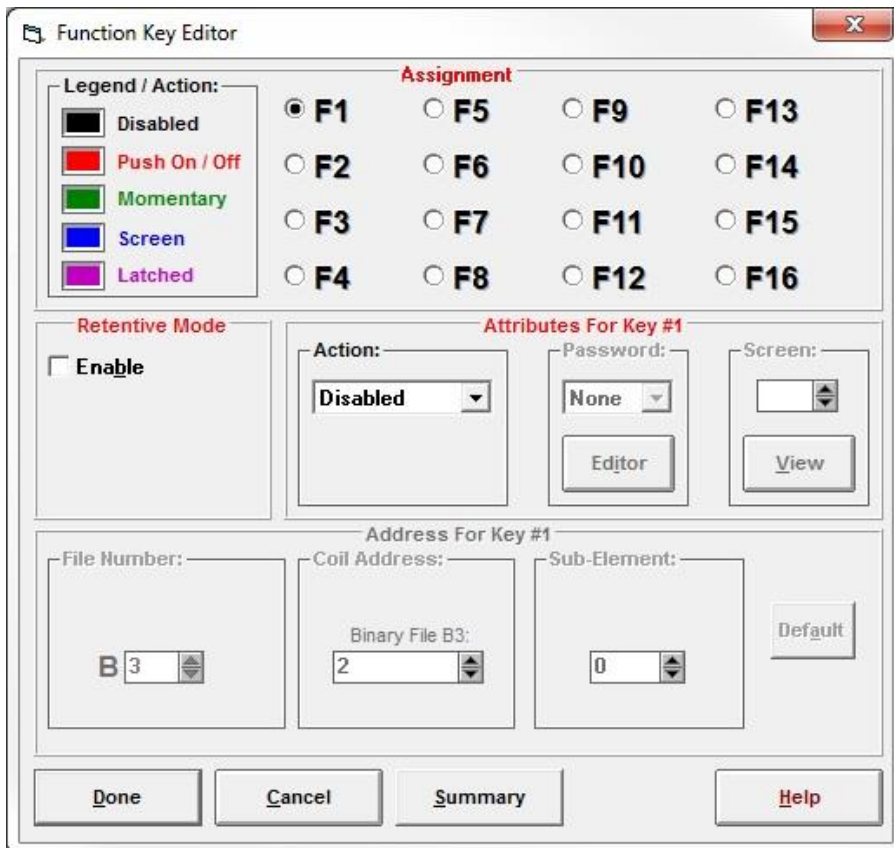 Function Key Editor
Assignment
Legend / Action:
Disabled
Push On / Off
Momentary
Screen
Latched
F1 F5 F9 F13
F2 F6 F10 F14
F3 F7 F11 F15
F4 F8 F12 F16
Retentive Mode
Enable
Attributes For Key #1
Action: Password: Screen:
Disabled None
Editor View
Address For Key #1
File Number: Coil Address: Sub-Element:
Binary File B3:
B 3 2 0
Default
Done Cancel Summary Help